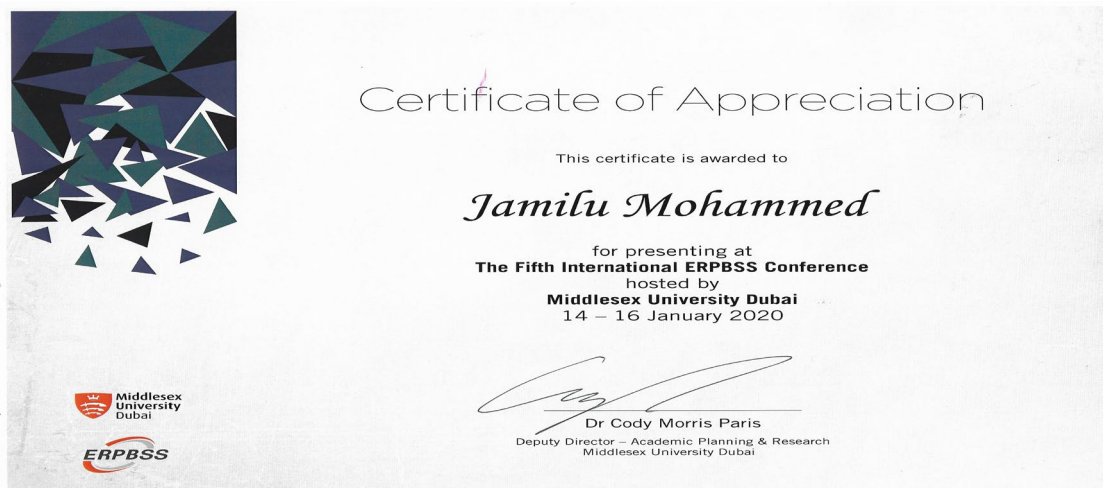 Certificate of Appreciation
This certificate is awarded to
Jamilu Mohammed
for presenting at
The Fifth International ERPBSS Conference
hosted by
Middlesex University Dubai
14 – 16 January 2020
Dr Cody Morris Paris
Deputy Director – Academic Planning & Research
Middlesex University Dubai
Middlesex
University
Dubai
ERPBSS